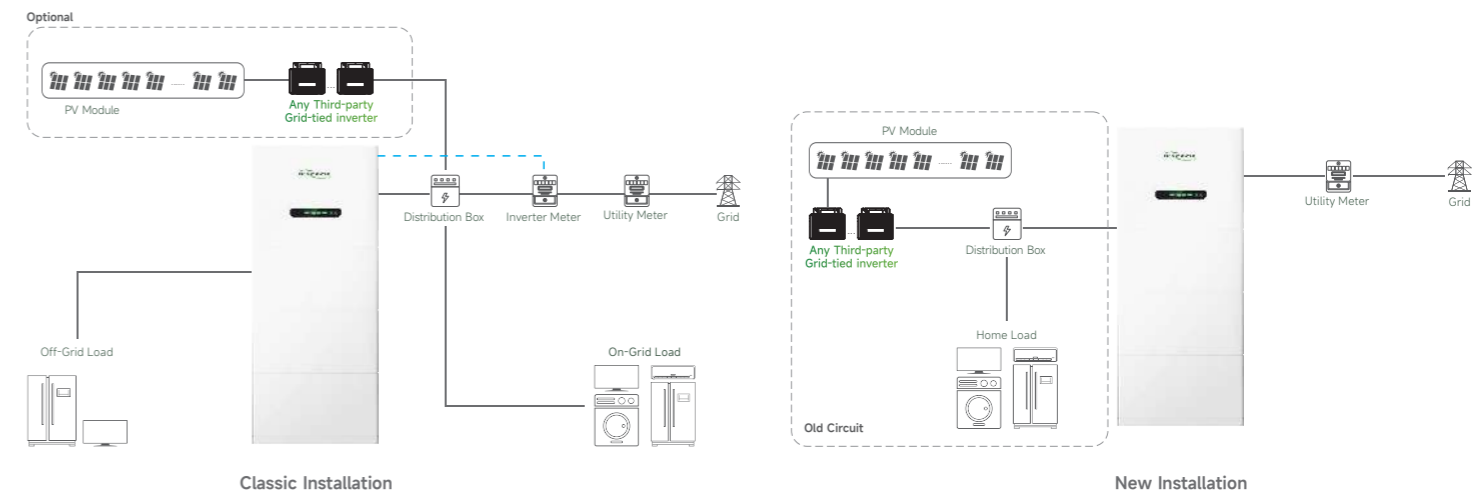 Optional
PV Module
Any Third-party
Grid-tied inverter
Distribution Box
Inverter Meter
Utility Meter
Grid
Off-Grid Load
On-Grid Load
Classic Installation
PV Module
Any Third-party
Grid-tied inverter
Distribution Box
Utility Meter
Grid
Home Load
Old Circuit
New Installation